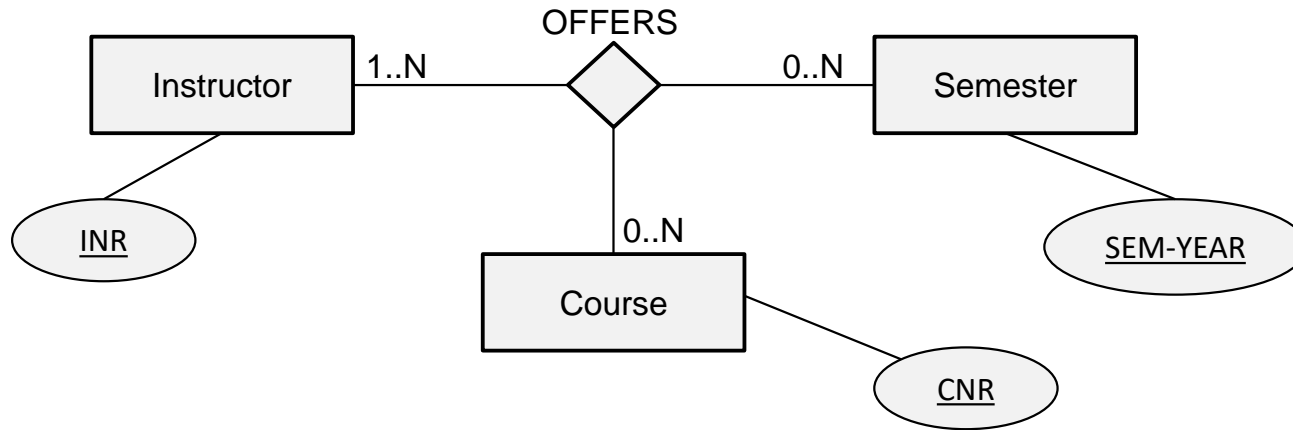 OFFERS
Instructor
1..N
0..N
Semester
INR
0..N
SEM-YEAR
Course
CNR